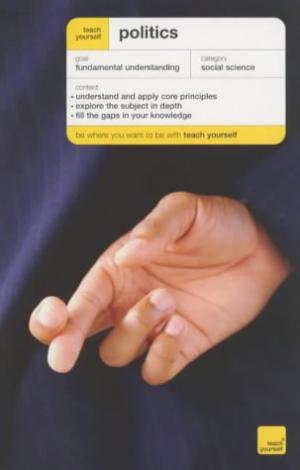 teach
yourself
politics
goal
fundamental understanding
category
social science
content
• understand and apply core principles
• explore the subject in depth
• fill the gaps in your knowledge
be where you want to be with teach yourself
teach
yourself